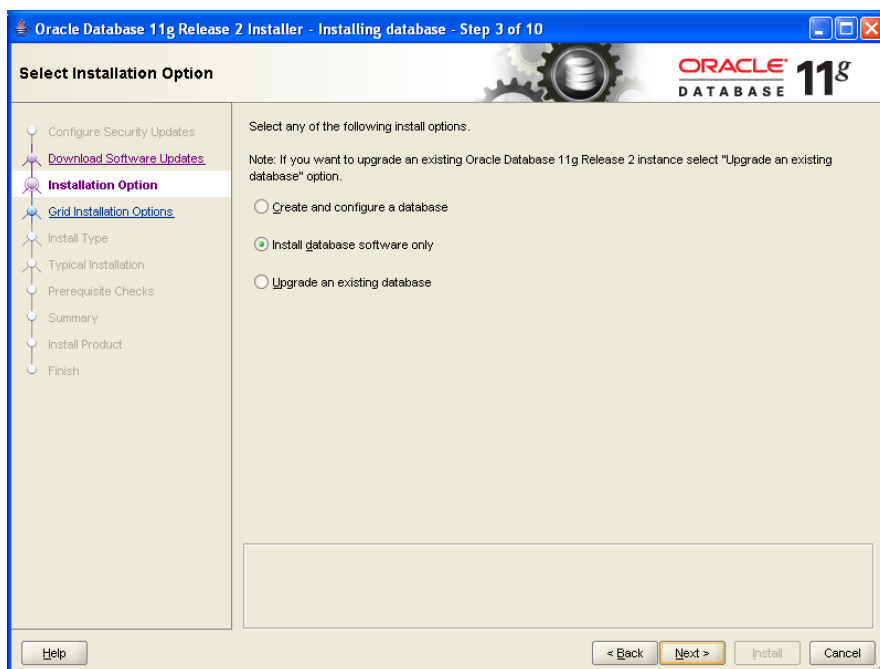 Oracle Database 11g Release 2 Installer - Installing database - Step 3 of 10
Select Installation Option
ORACLE
DATABASE
11g
Configure Security Updates
Download Software Updates
Installation Option
Grid Installation Options
Install Type
Typical Installation
Prerequisite Checks
Summary
Install Product
Finish
Select any of the following install options.
Note: If you want to upgrade an existing Oracle Database 11g Release 2 instance select "Upgrade an existing
database" option.
Create and configure a database
Install database software only
Upgrade an existing database
Help
< Back
Next >
Install
Cancel